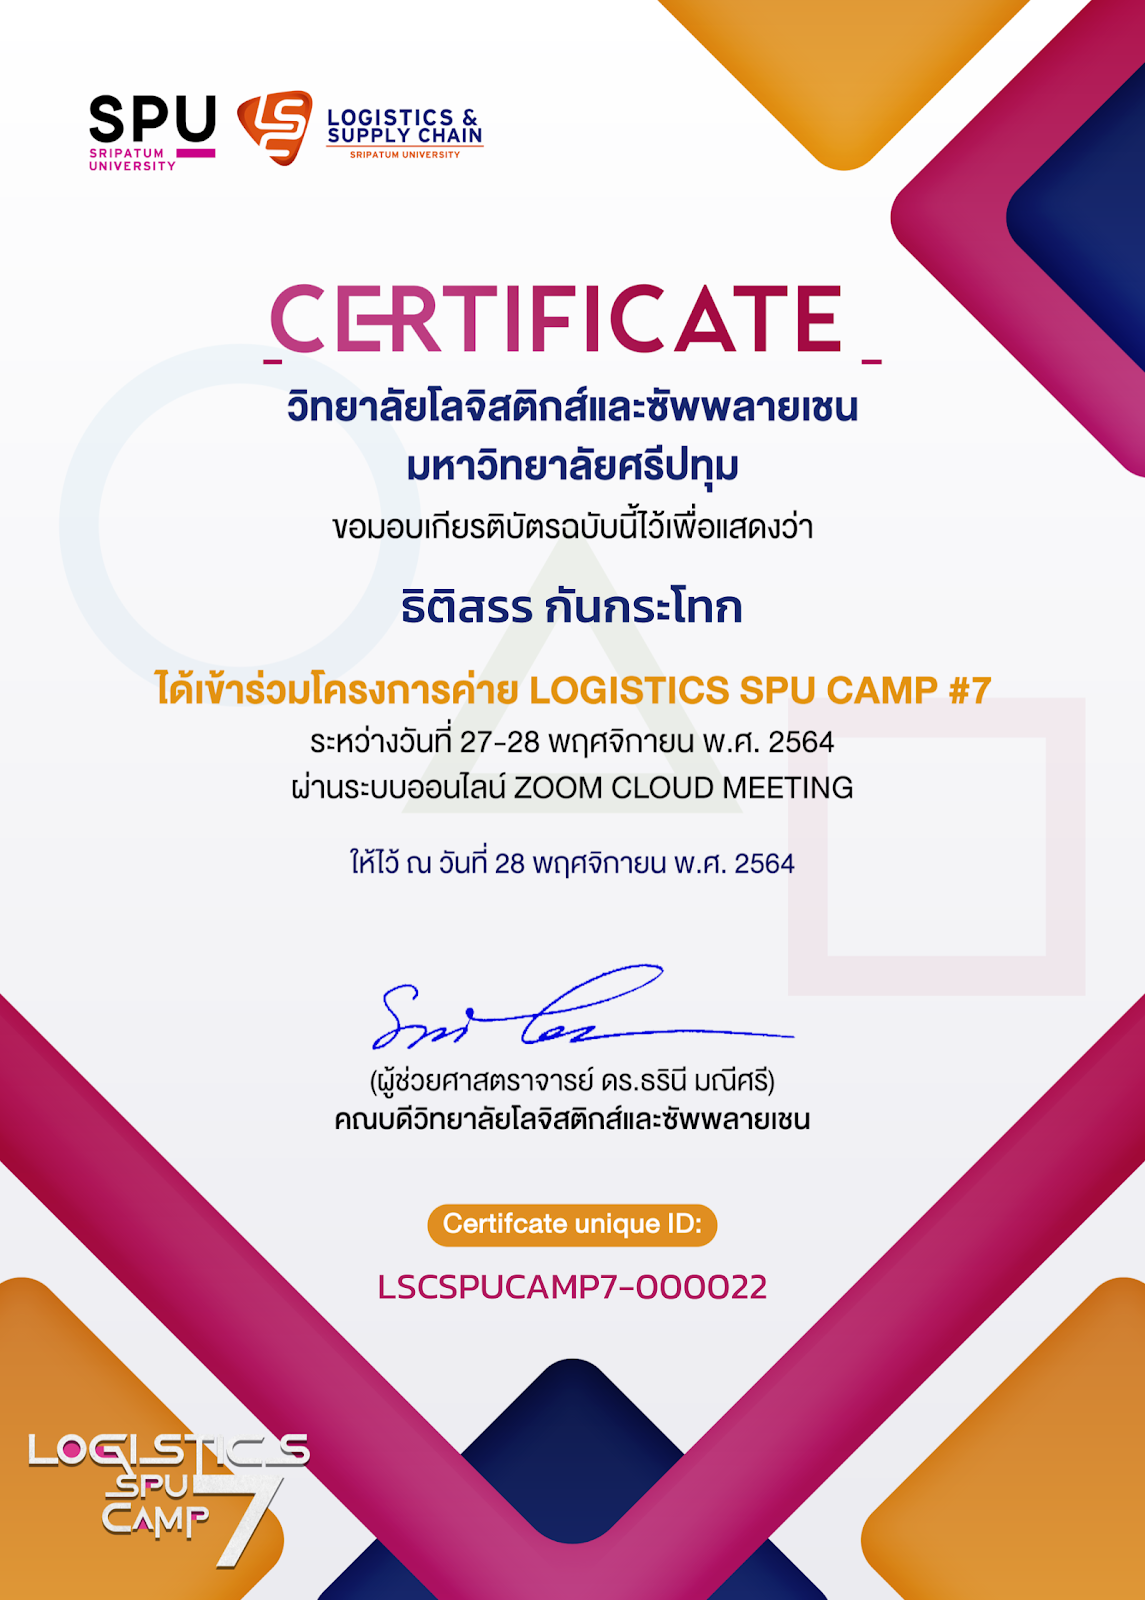 SPU
SRIPATUM
UNIVERSITY
LSC
LOGISTICS &
SUPPLY CHAIN
SRIPATUM UNIVERSITY
_CERTIFICATE_
วิทยาลัยโลจิสติกส์และซัพพลายเชน
มหาวิทยาลัยศรีปทุม
ขอมอบเกียรติบัตรฉบับนี้ไว้เพื่อแสดงว่า
ธิติสรร กันกระโทก
ได้เข้าร่วมโครงการค่าย LOGISTICS SPU CAMP #7
ระหว่างวันที่ 27-28 พฤศจิกายน พ.ศ. 2564
ผ่านระบบออนไลน์ ZOOM CLOUD MEETING
ให้ไว้ ณ วันที่ 28 พฤศจิกายน พ.ศ. 2564
(ผู้ช่วยศาสตราจารย์ ดร.ธรินี มณีศรี)
คณบดีวิทยาลัยโลจิสติกส์และซัพพลายเชน
Certifcate unique ID:
LSCSPUCAMP7-000022
LOGISTICS
SPU
CAMP 7